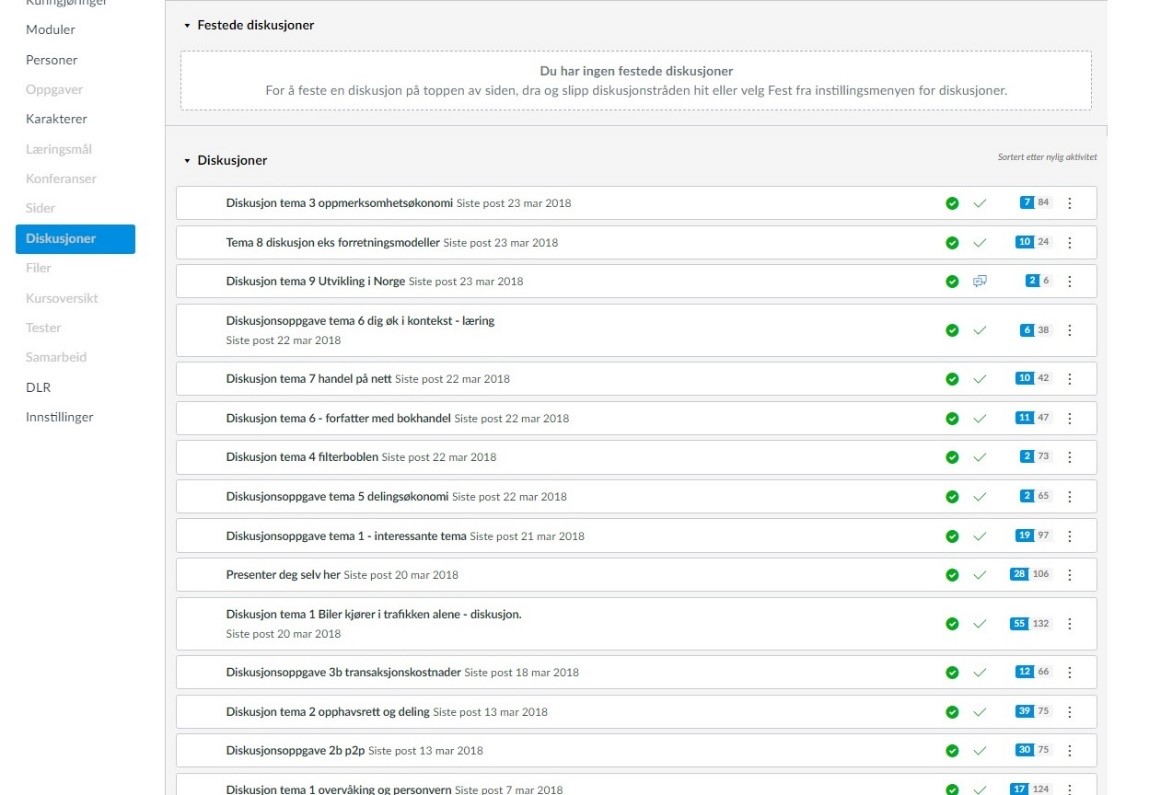 Kunngjøringer
Moduler
Personer
Oppgaver
Karakterer
Læringsmål
Konferanser
Sider
Diskusjoner
Filer
Kursoversikt
Tester
Samarbeid
DLR
Innstillinger
Festede diskusjoner
Du har ingen festede diskusjoner
For å feste en diskusjon på toppen av siden, dra og slipp diskusjonstråden hit eller velg Fest fra instillingsmenyen for diskusjoner.
Diskusjoner
Sortert etter nylig aktivitet
Diskusjon tema 3 oppmerksomhetsøkonomi Siste post 23 mar 2018 7 84
Tema 8 diskusjon eks forretningsmodeller Siste post 23 mar 2018 10 24
Diskusjon tema 9 Utvikling i Norge Siste post 23 mar 2018 2 6
Diskusjonsoppgave tema 6 dig øk i kontekst - læring
Siste post 22 mar 2018 6 38
Diskusjon tema 7 handel på nett Siste post 22 mar 2018 10 42
Diskusjon tema 6 - forfatter med bokhandel Siste post 22 mar 2018 11 47
Diskusjon tema 4 filterboblen Siste post 22 mar 2018 2 73
Diskusjonsoppgave tema 5 delingsøkonomi Siste post 22 mar 2018 2 65
Diskusjonsoppgave tema 1 - interessante tema Siste post 21 mar 2018 19 97
Presenter deg selv her Siste post 20 mar 2018 28 106
Diskusjon tema 1 Biler kjører i trafikken alene - diskusjon.
Siste post 20 mar 2018 55 132
Diskusjonsoppgave 3b transaksjonskostnader Siste post 18 mar 2018 12 66
Diskusjon tema 2 opphavsrett og deling Siste post 13 mar 2018 39 75
Diskusjonsoppgave 2b p2p Siste post 13 mar 2018 30 75
Diskusjon tema 1 overvåking og personvern Siste post 7 mar 2018 17 124